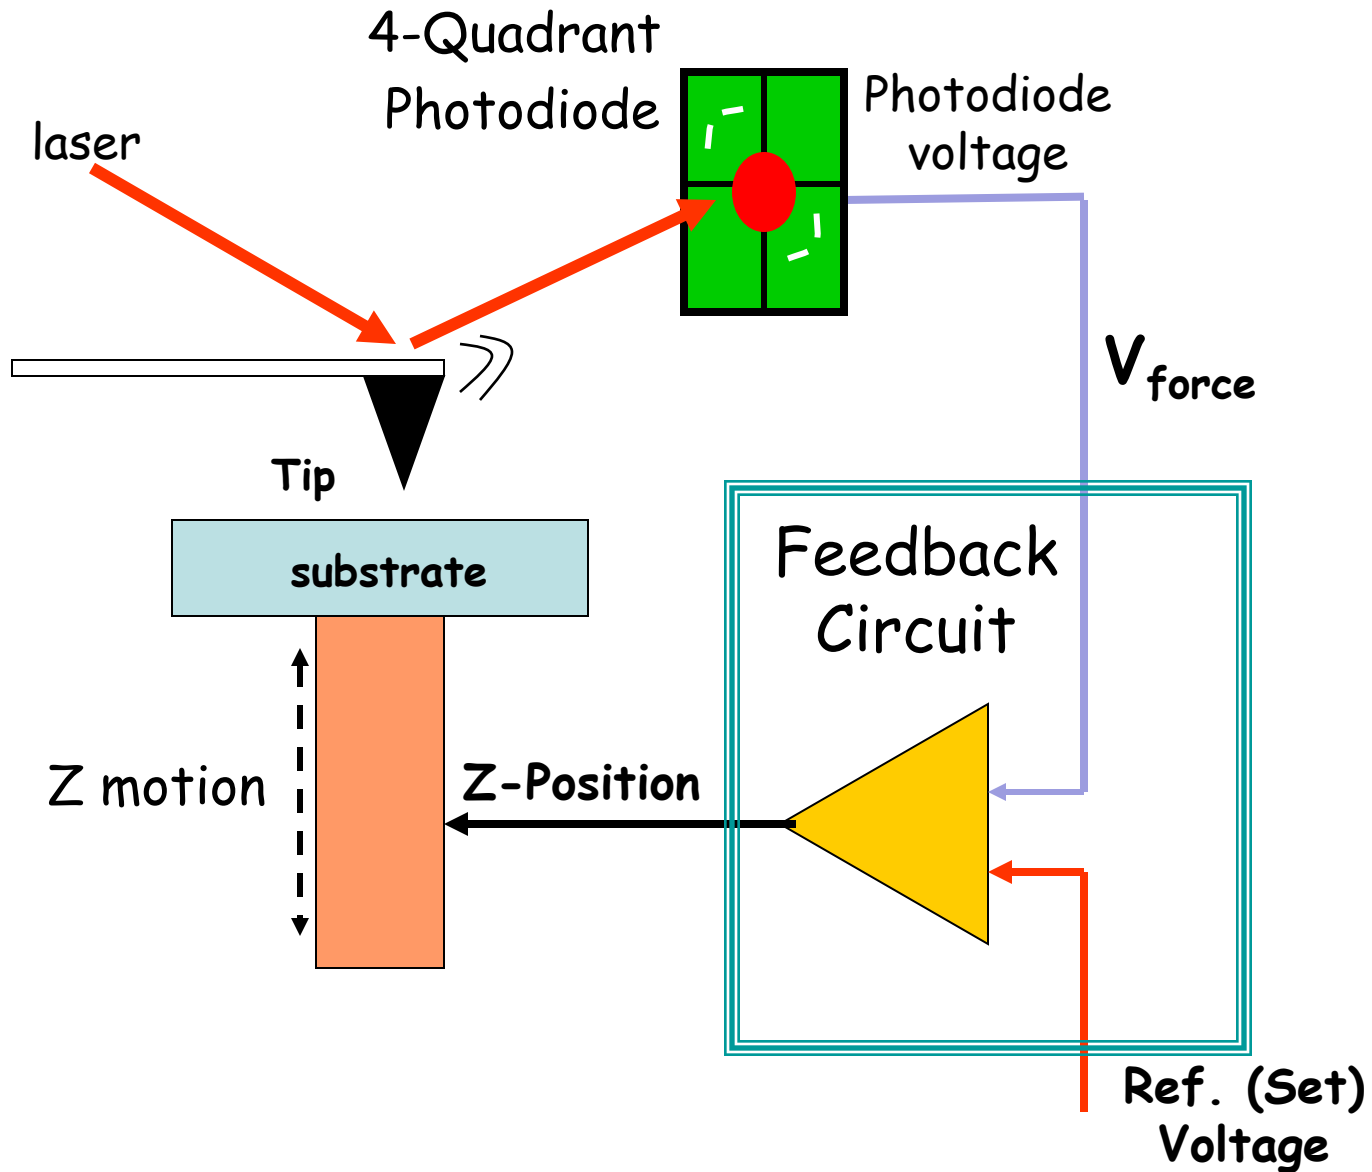 4-Quadrant
Photodiode
Photodiode
voltage
laser
Vforce
Tip
substrate
Feedback
Circuit
Z motion
Z-Position
Ref. (Set)
Voltage